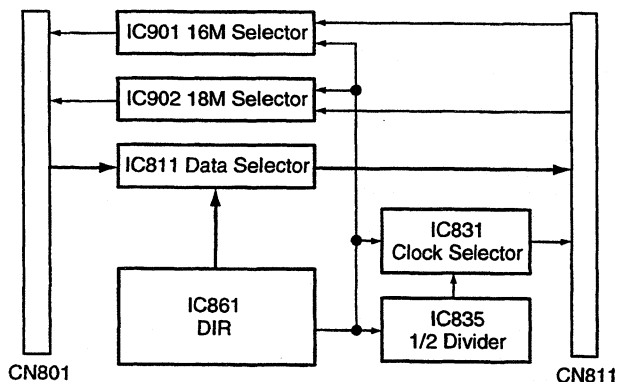 IC901 16M Selector
IC902 18M Selector
IC811 Data Selector
IC831
Clock Selector
IC861
DIR
IC835
1/2 Divider
CN801
CN811